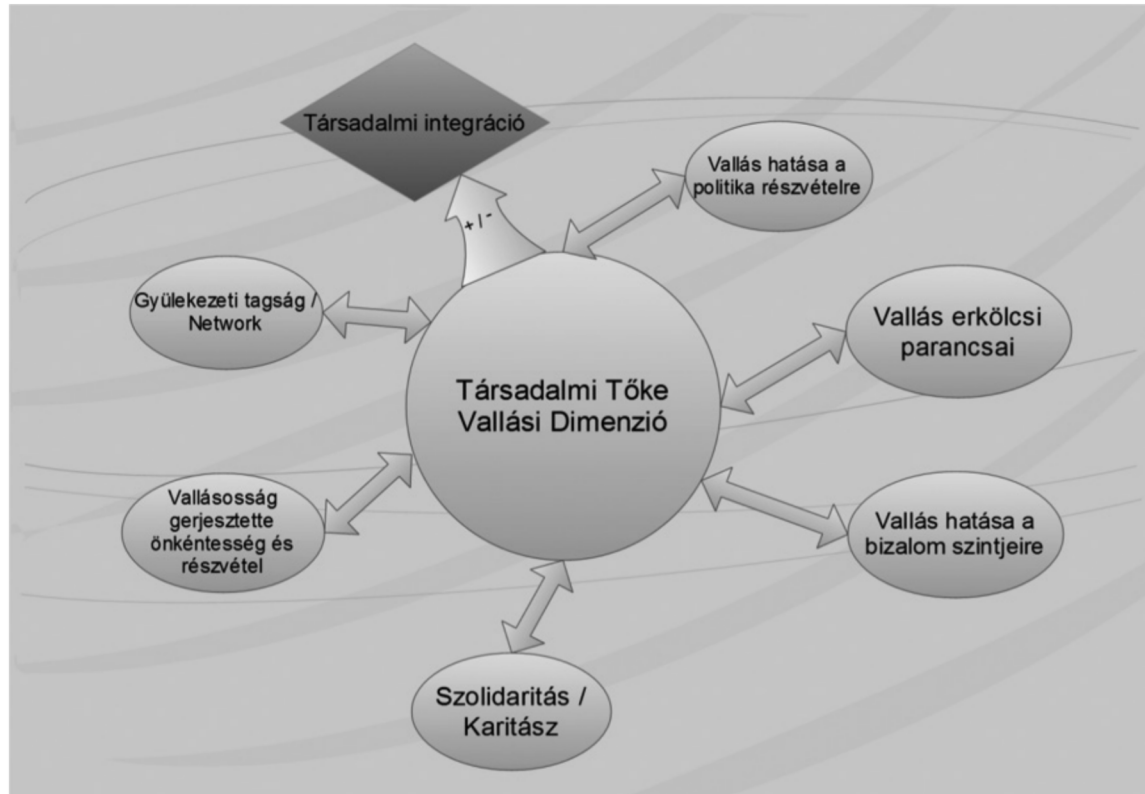 Társadalmi integráció
+ / -
Vallás hatása a
politika részvételre
Gyülekezeti tagság /
Network
Vallás erkölcsi
parancsai
Társadalmi Tőke
Vallási Dimenzió
Vallásosság
gerjesztette
önkéntesség és
részvétel
Vallás hatása a
bizalom szintjeire
Szolidaritás /
Karitász